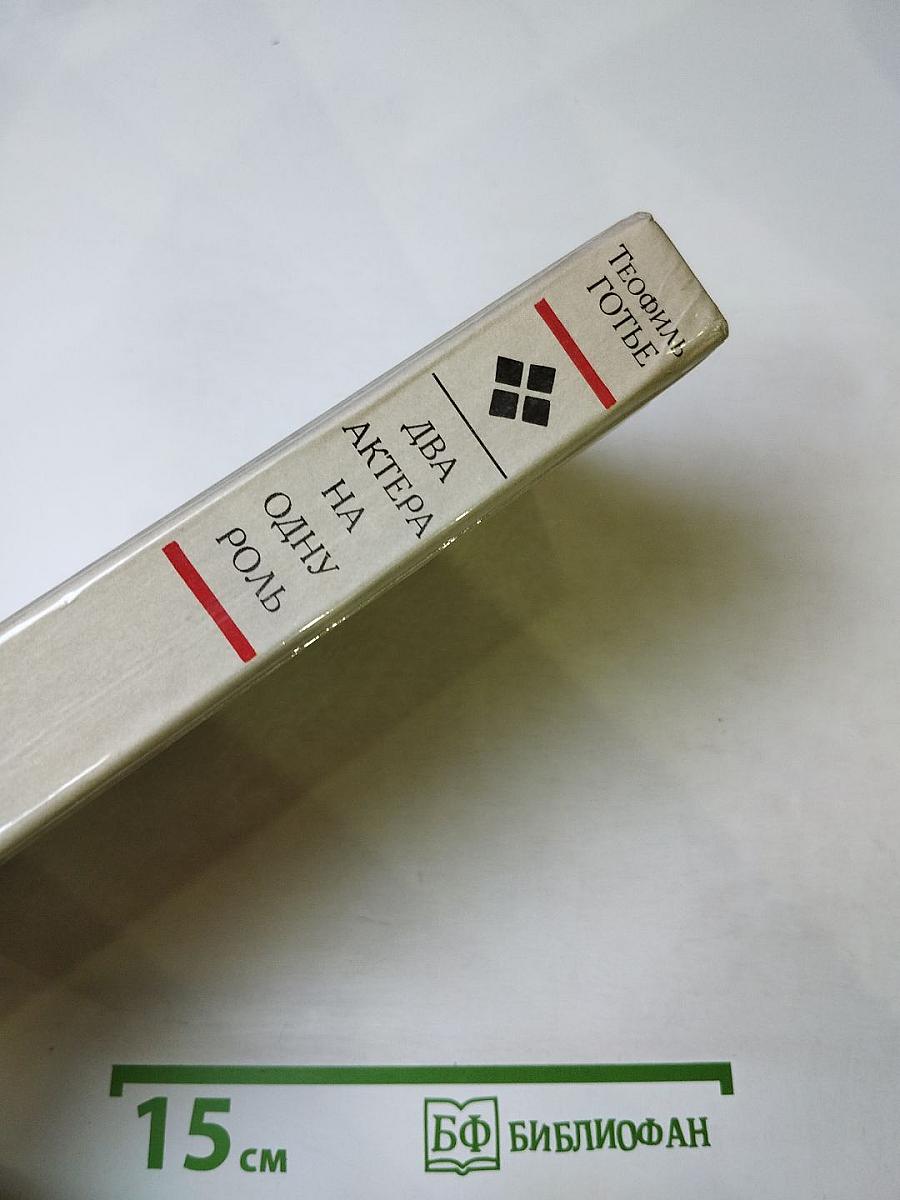 ТЕОФИЛЬ
ГОТЬЕ
ДВА
АКТЕРА
НА
ОДНУ
РОЛЬ
15 см
БФ БИБЛИОФАН